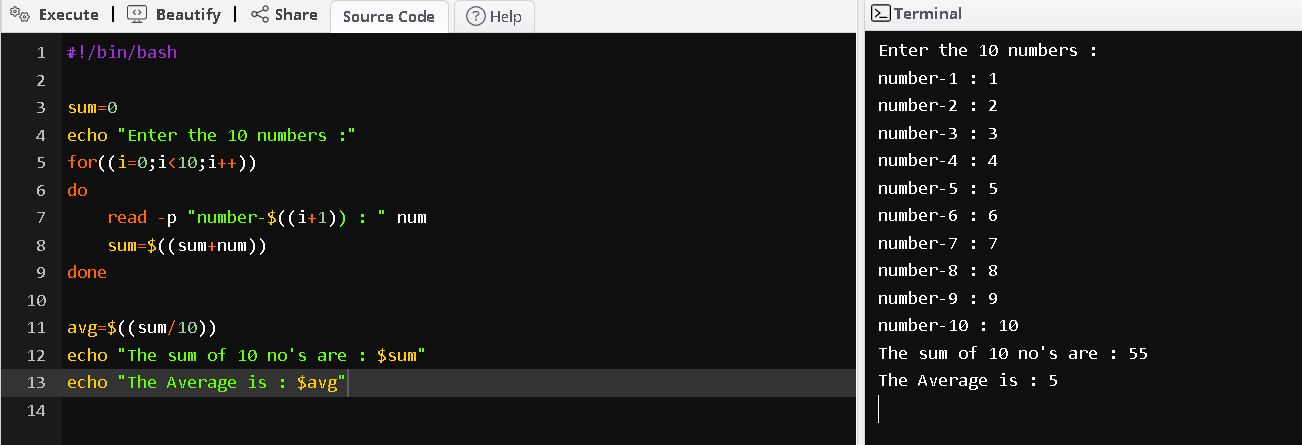 Execute | Beautify | Share Source Code Help
1 #!/bin/bash
2
3 sum=0
4 echo "Enter the 10 numbers :"
5 for((i=0;i<10;i++))
6 do
7     read -p "number-$((i+1)) : " num
8     sum=$((sum+num))
9 done
10
11 avg=$((sum/10))
12 echo "The sum of 10 no's are : $sum"
13 echo "The Average is : $avg"
14
Terminal
Enter the 10 numbers :
number-1 : 1
number-2 : 2
number-3 : 3
number-4 : 4
number-5 : 5
number-6 : 6
number-7 : 7
number-8 : 8
number-9 : 9
number-10 : 10
The sum of 10 no's are : 55
The Average is : 5